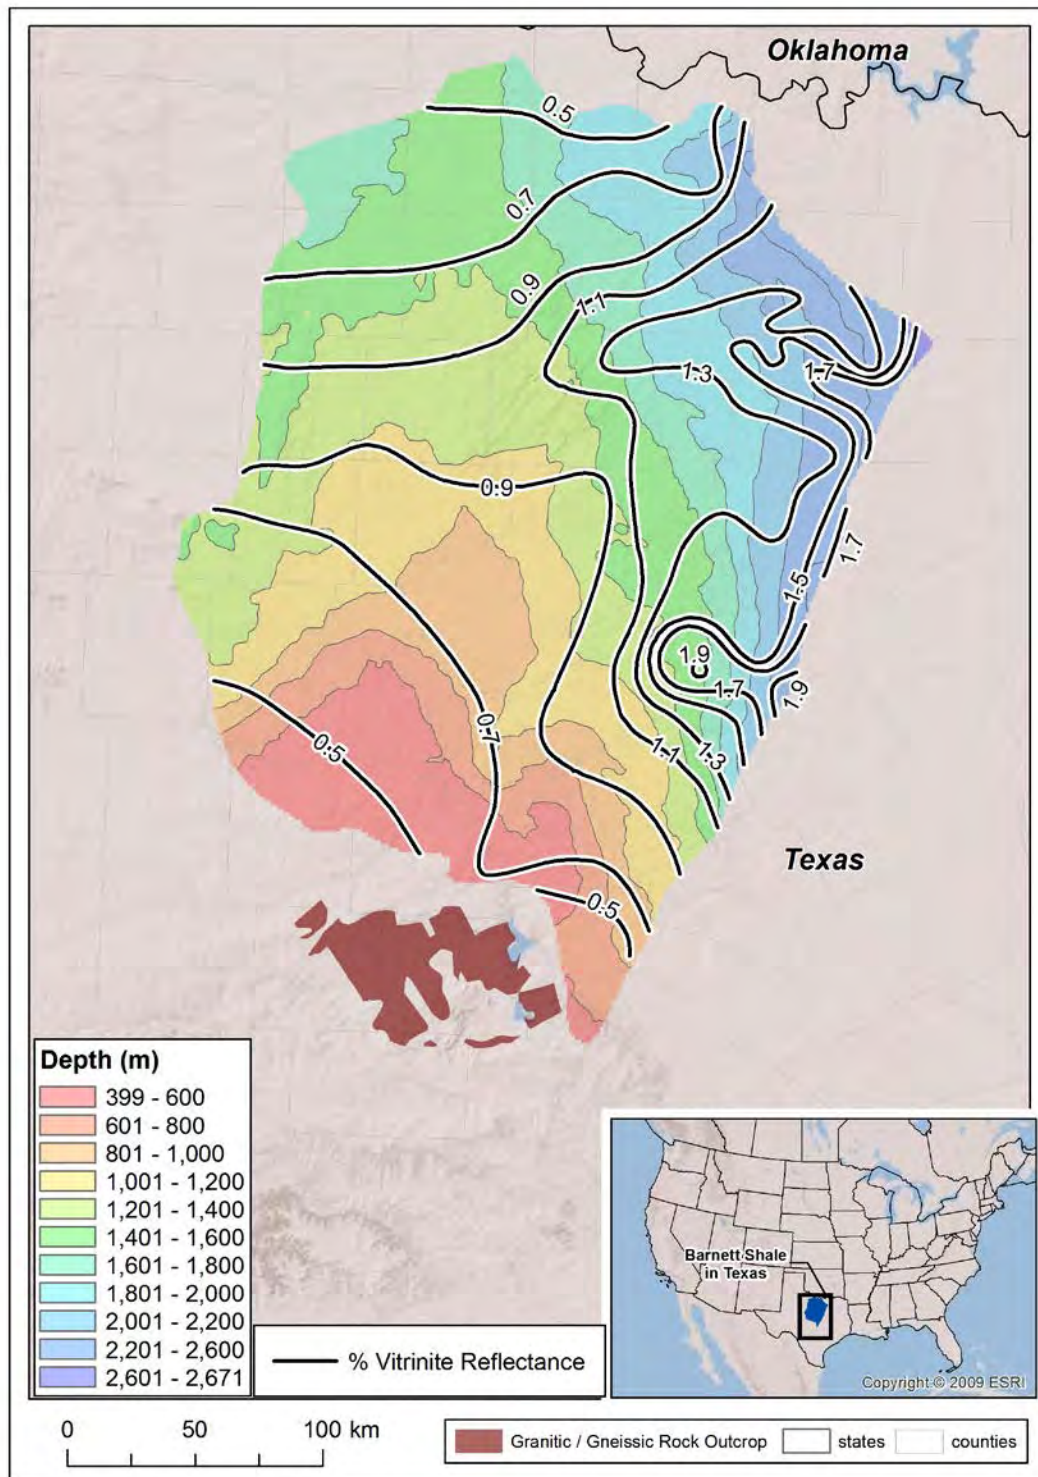 Oklahoma
0.5
0.7
0.9
1.1
1.3
1.7
0.9
1.7
1.5
1.9
1.7
1.9
0.7
0.5
1.1
1.3
Texas
0.5
Depth (m)
399 - 600
601 - 800
801 - 1,000
1,001 - 1,200
1,201 - 1,400
1,401 - 1,600
1,601 - 1,800
1,801 - 2,000
2,001 - 2,200
2,201 - 2,600
2,601 - 2,671
% Vitrinite Reflectance
Barnett Shale
in Texas
Copyright:© 2009 ESRI
0 50 100 km
Granitic / Gneissic Rock Outcrop states counties